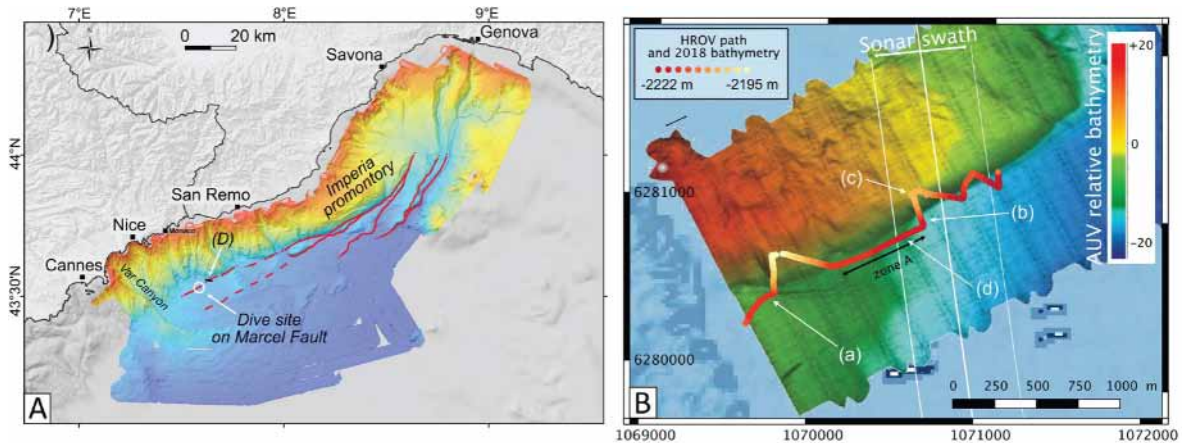 7°E
8°E
9°E
0 20 km
Genova
Savona
44°N
Imperia
promontory
San Remo
Nice
Monaco
(D)
Cannes
Var Canyon
43°30'N
Dive site
on Marcel Fault
A
HROV path
and 2018 bathymetry
-2222 m -2195 m
Sonar swath
+20
0
-20
AUV relative bathymetry
6281000
(c)
(b)
zone A
(d)
6280000
(a)
0 250 500 750 1000 m
B
1069000 1070000 1071000 1072000